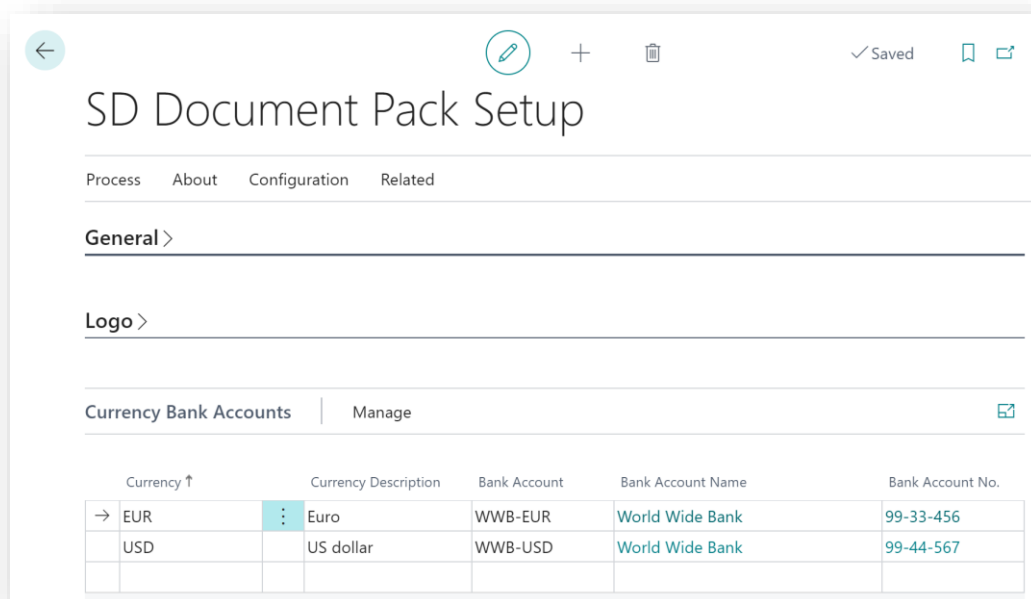 Saved
SD Document Pack Setup
Process About Configuration Related
General
Logo
Currency Bank Accounts Manage
Currency Currency Description Bank Account Bank Account Name Bank Account No.
EUR Euro WWB-EUR World Wide Bank 99-33-456
USD US dollar WWB-USD World Wide Bank 99-44-567